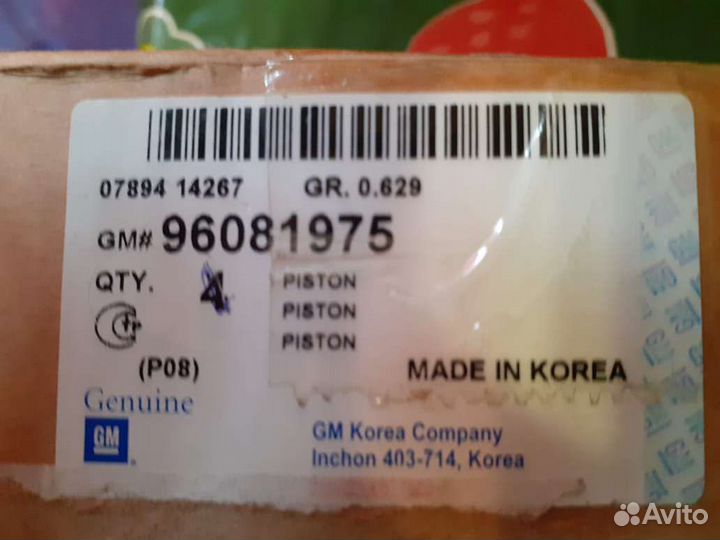 07894 14267 GR. 0.629
GM# 96081975
QTY. 4 PISTON
PISTON
PISTON
(P08) MADE IN KOREA
Genuine
GM
GM Korea Company
Inchon 403-714, Korea
Avito